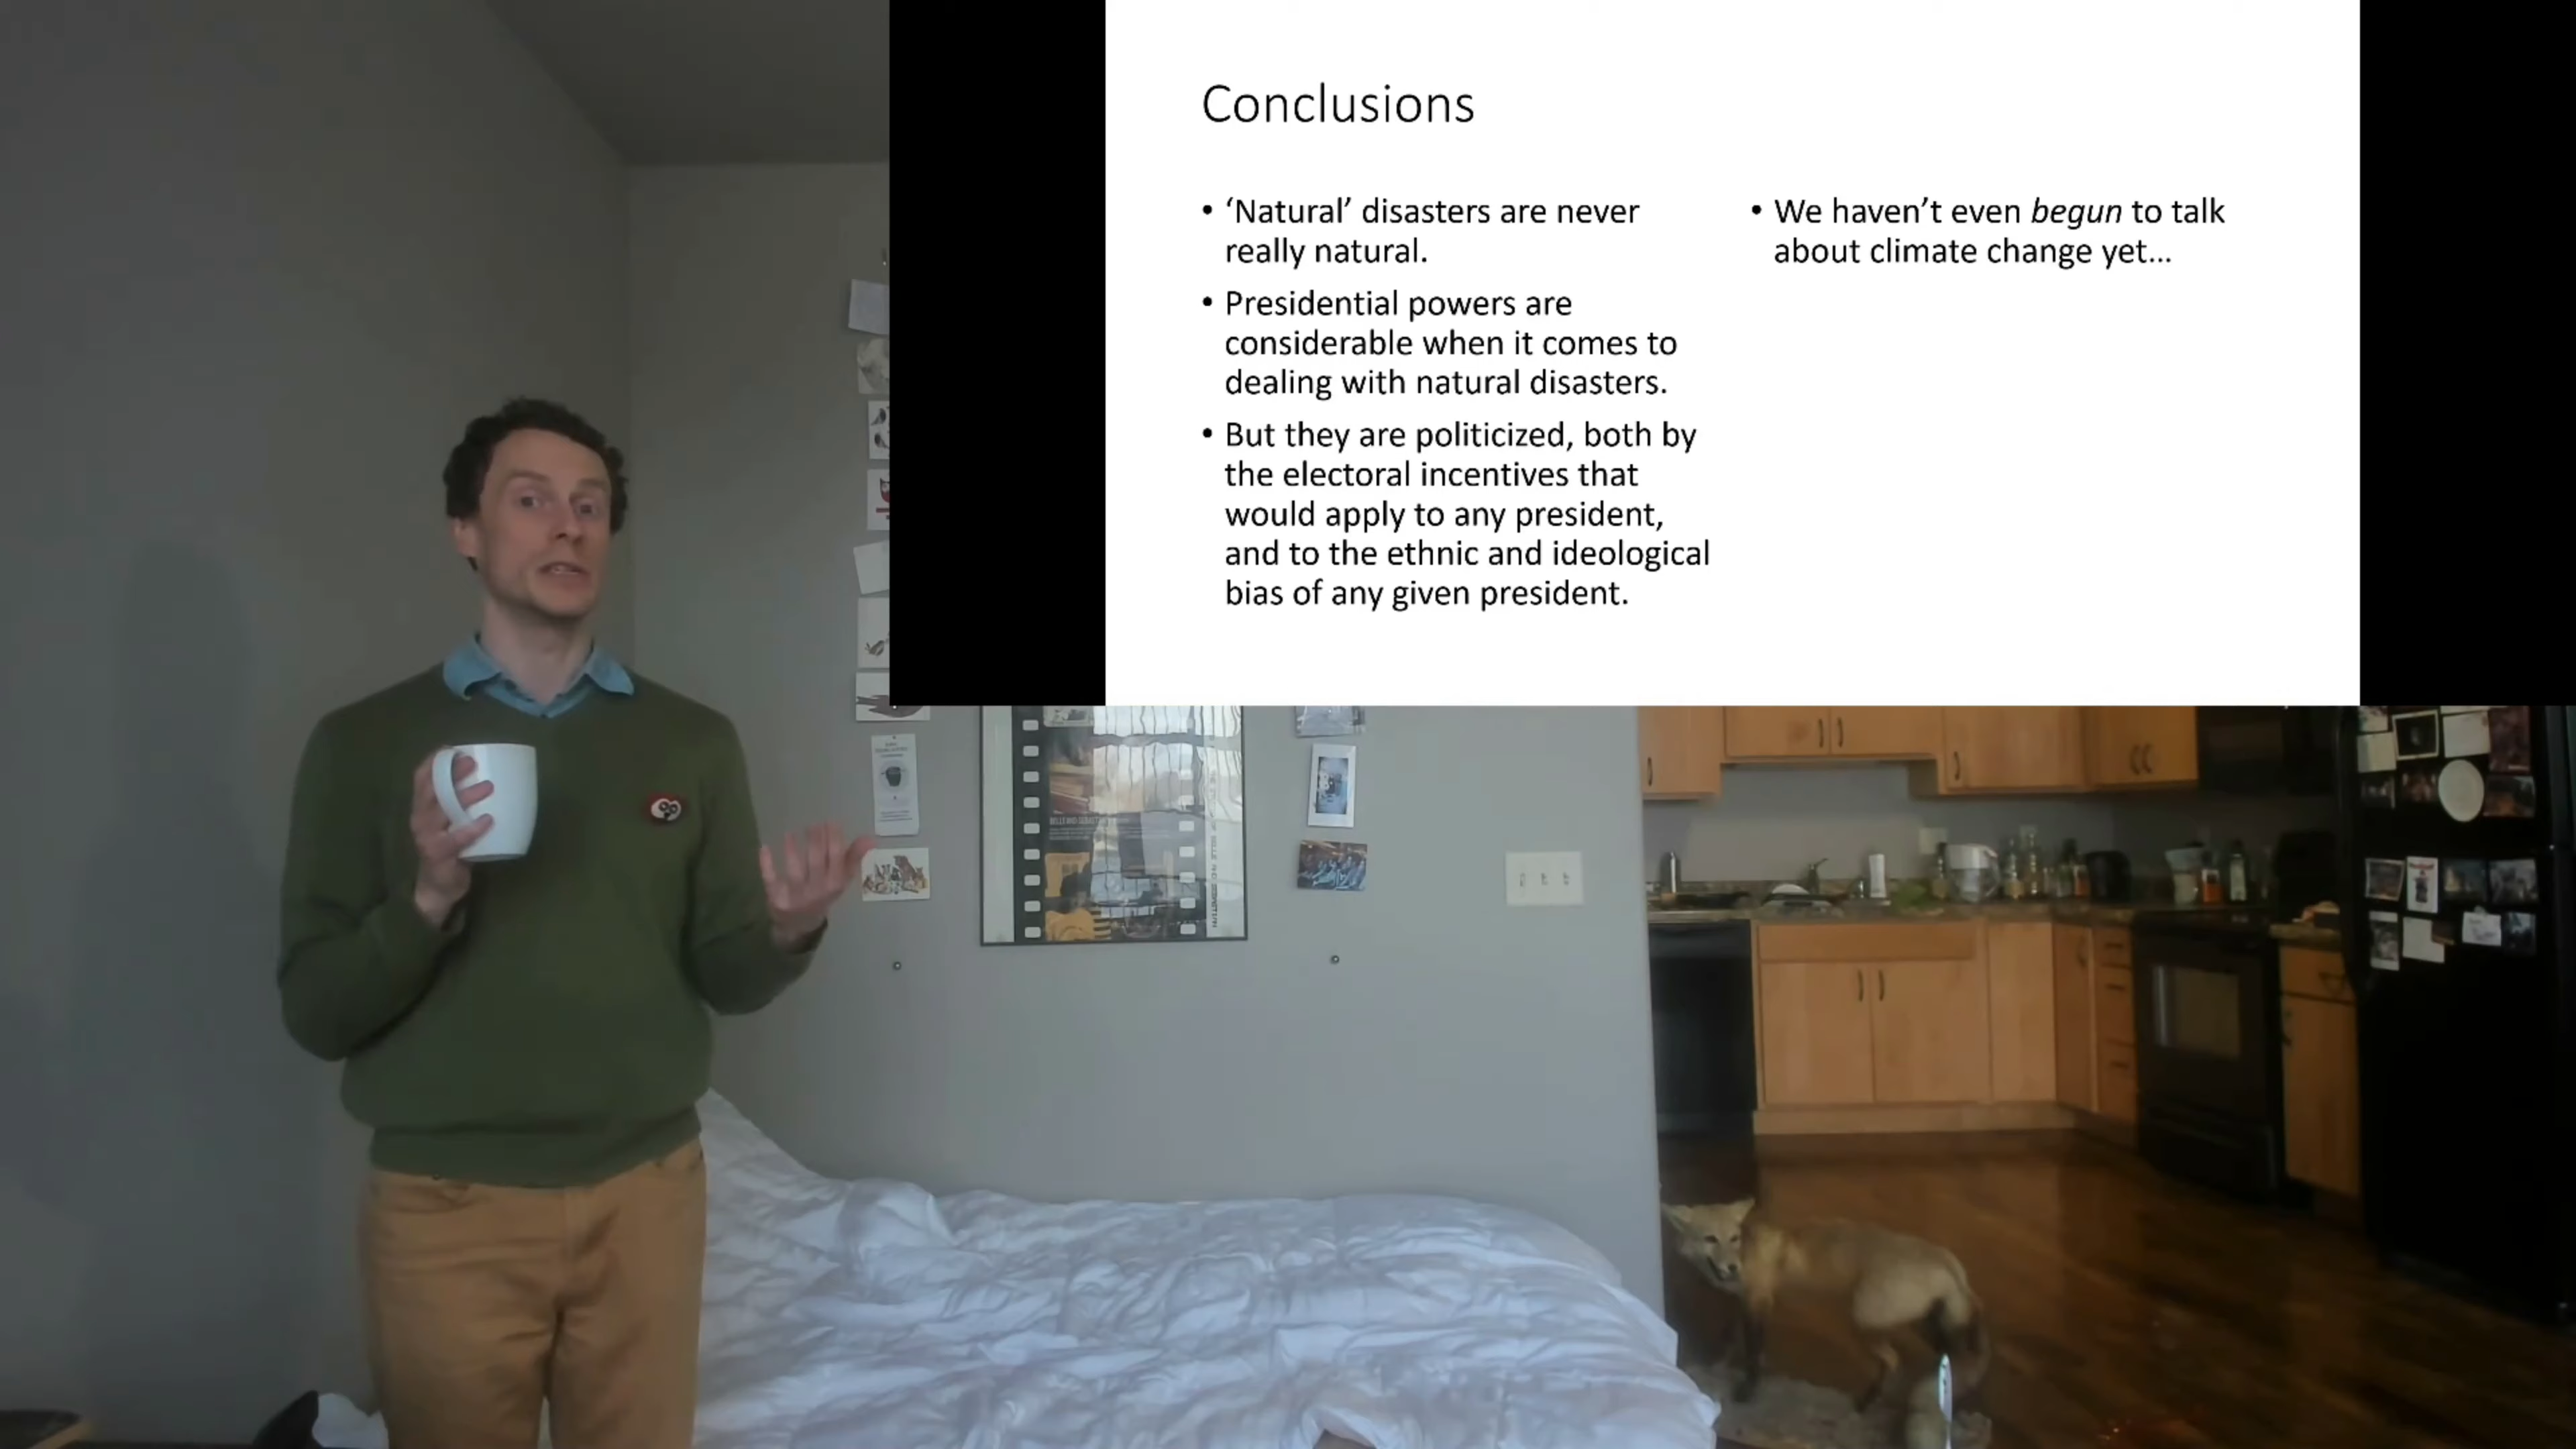 Conclusions
• ‘Natural’ disasters are never
really natural.
• Presidential powers are
considerable when it comes to
dealing with natural disasters.
• But they are politicized, both by
the electoral incentives that
would apply to any president,
and to the ethnic and ideological
bias of any given president.
• We haven’t even begun to talk
about climate change yet…